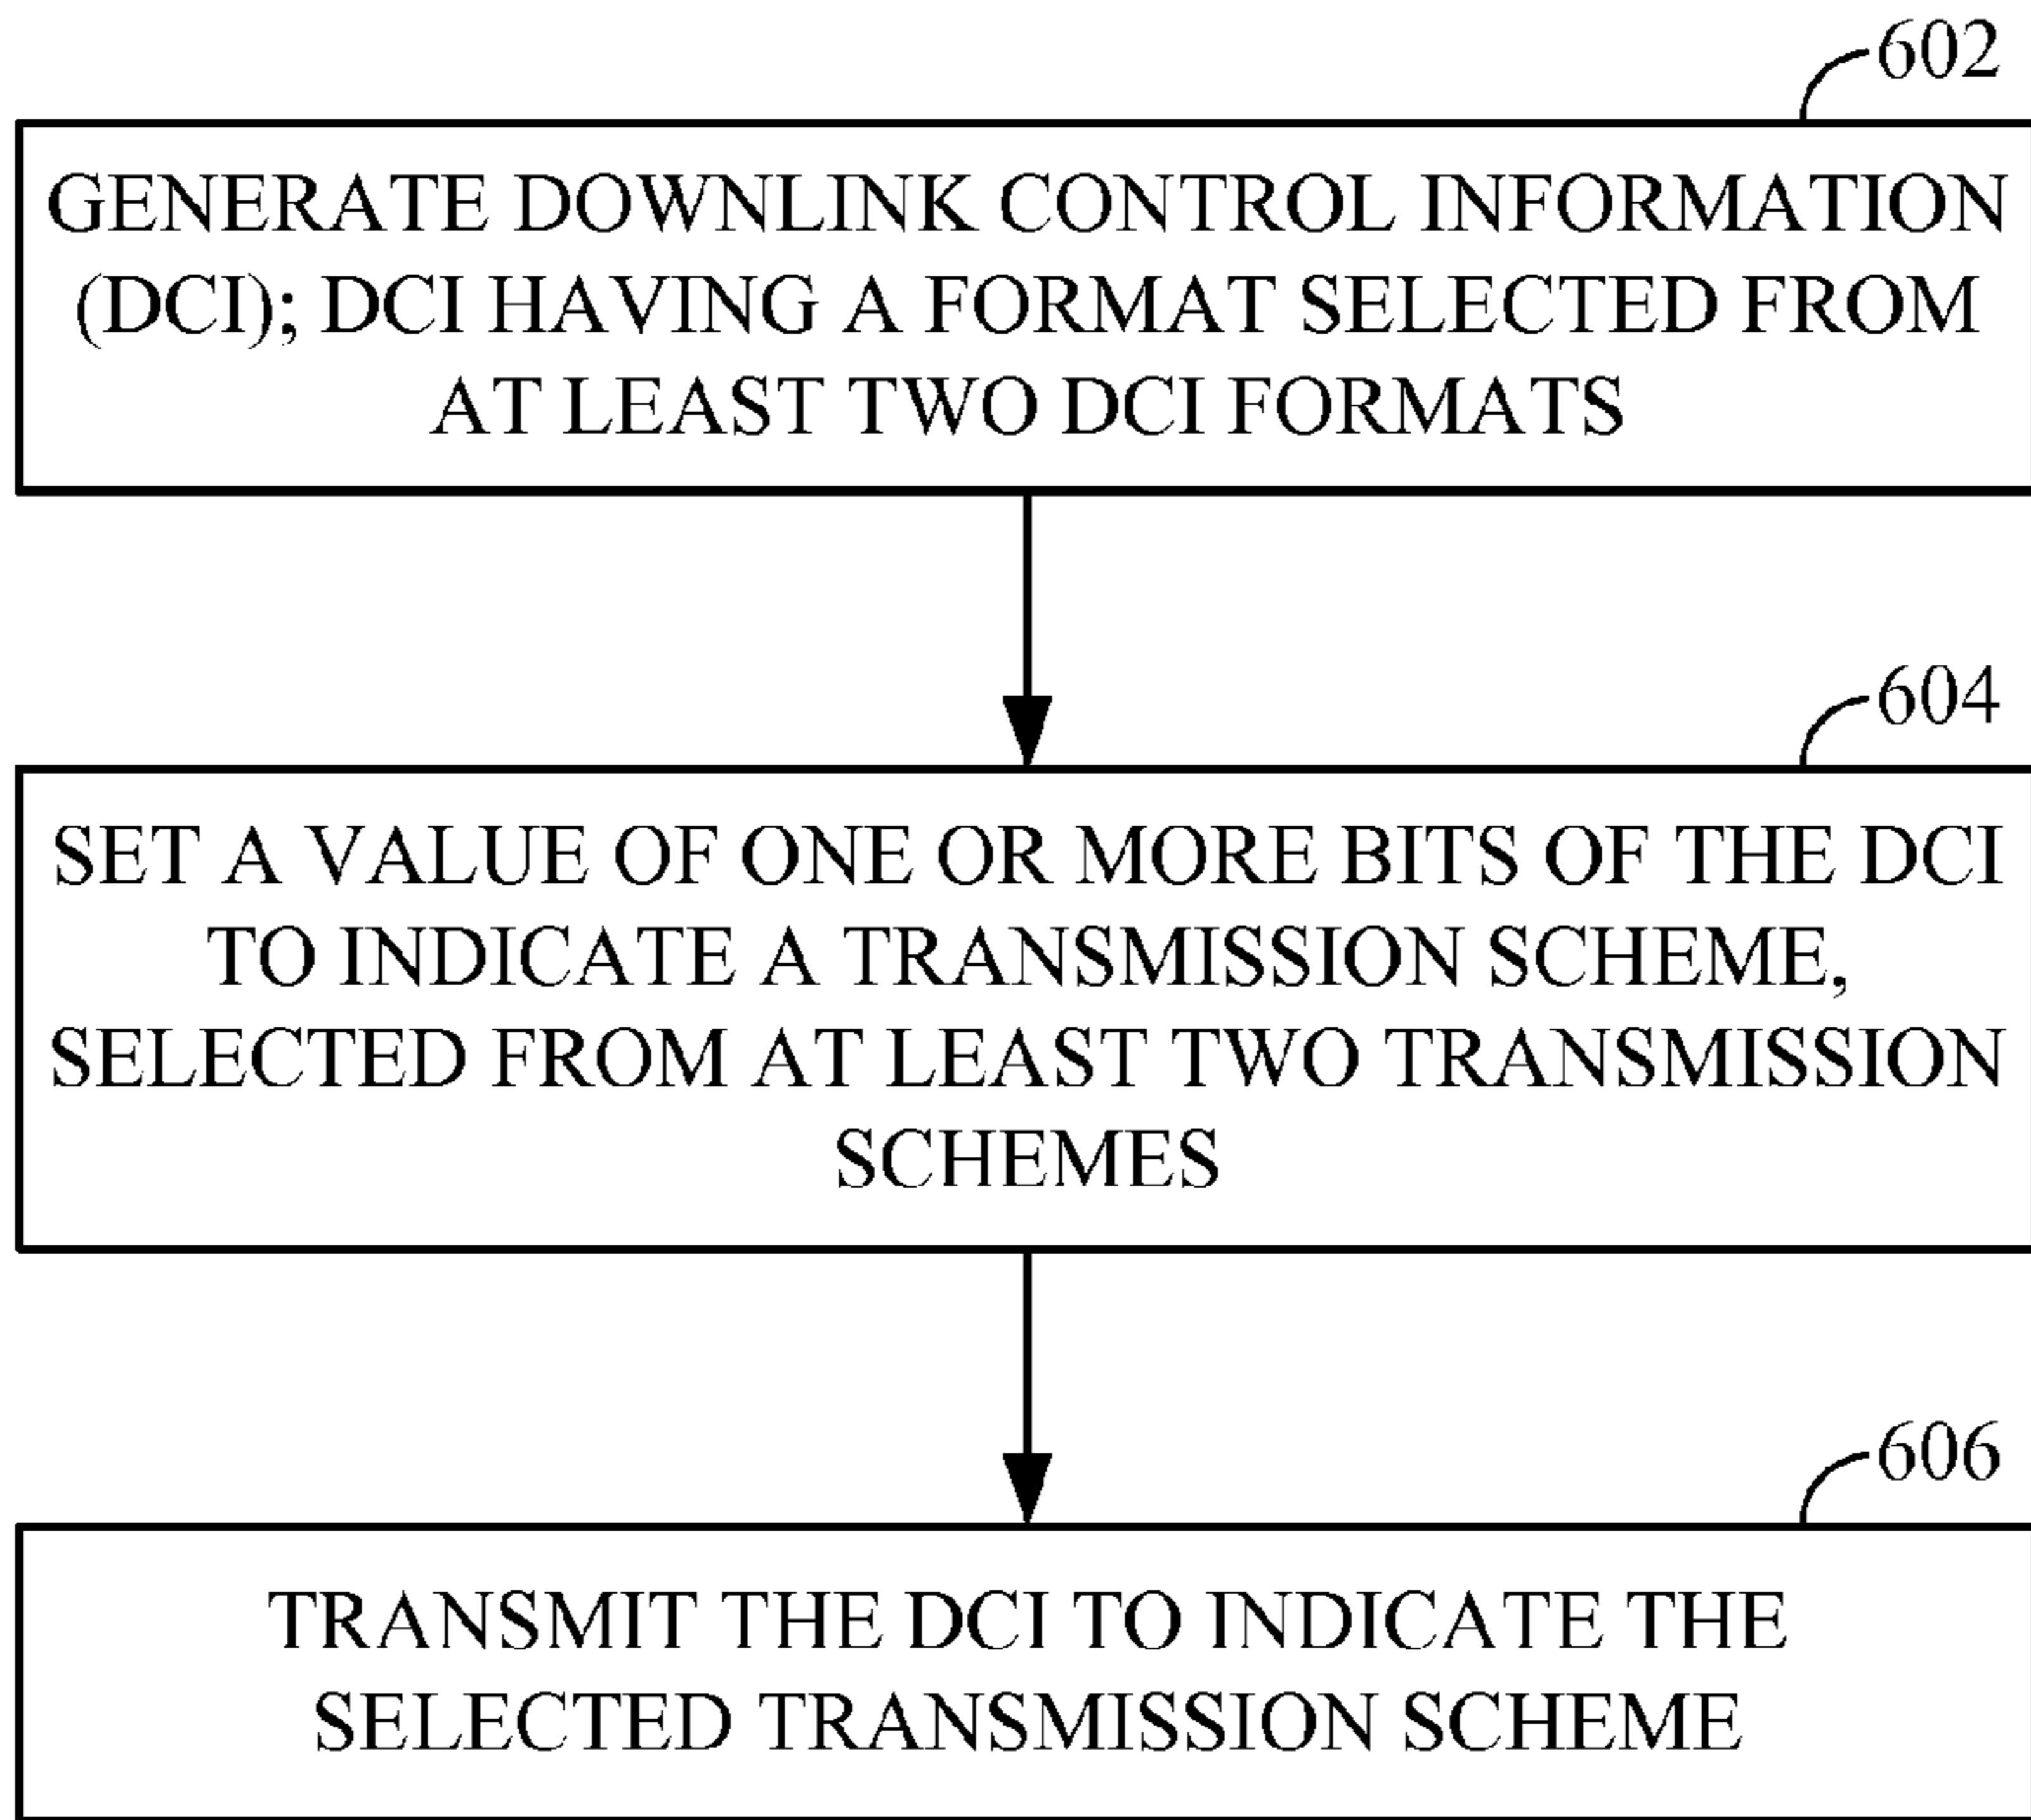 602
GENERATE DOWNLINK CONTROL INFORMATION
(DCI); DCI HAVING A FORMAT SELECTED FROM
AT LEAST TWO DCI FORMATS
604
SET A VALUE OF ONE OR MORE BITS OF THE DCI
TO INDICATE A TRANSMISSION SCHEME,
SELECTED FROM AT LEAST TWO TRANSMISSION
SCHEMES
606
TRANSMIT THE DCI TO INDICATE THE
SELECTED TRANSMISSION SCHEME